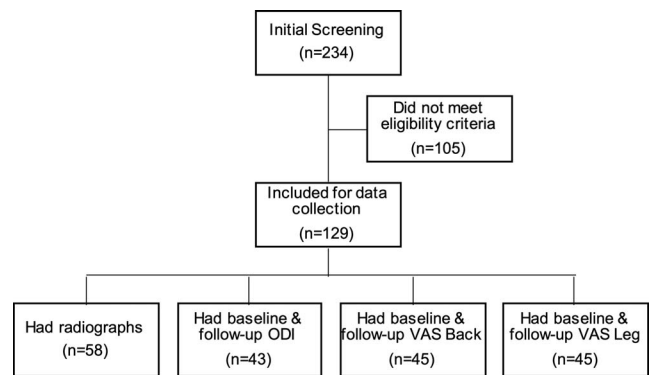 Initial Screening
(n=234)
Did not meet
eligibility criteria
(n=105)
Included for data
collection
(n=129)
Had radiographs
(n=58)
Had baseline &
follow-up ODI
(n=43)
Had baseline &
follow-up VAS Back
(n=45)
Had baseline &
follow-up VAS Leg
(n=45)